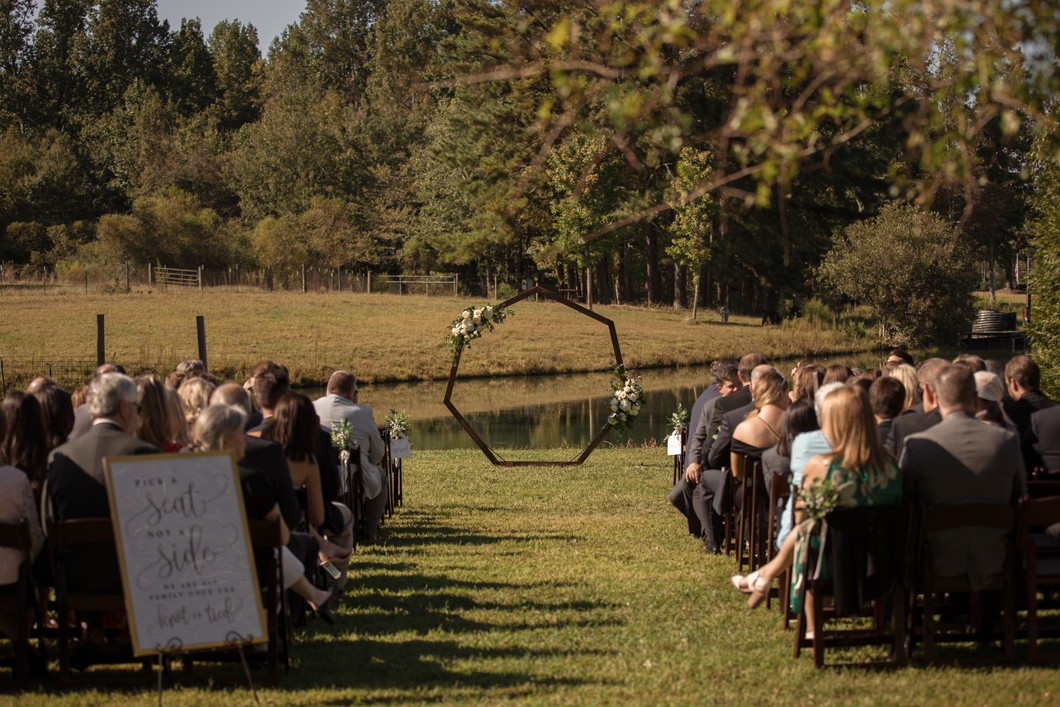 PICK A
seat
NOT A
side
WE ARE ALL
FAMILY ONCE THE
knot is tied